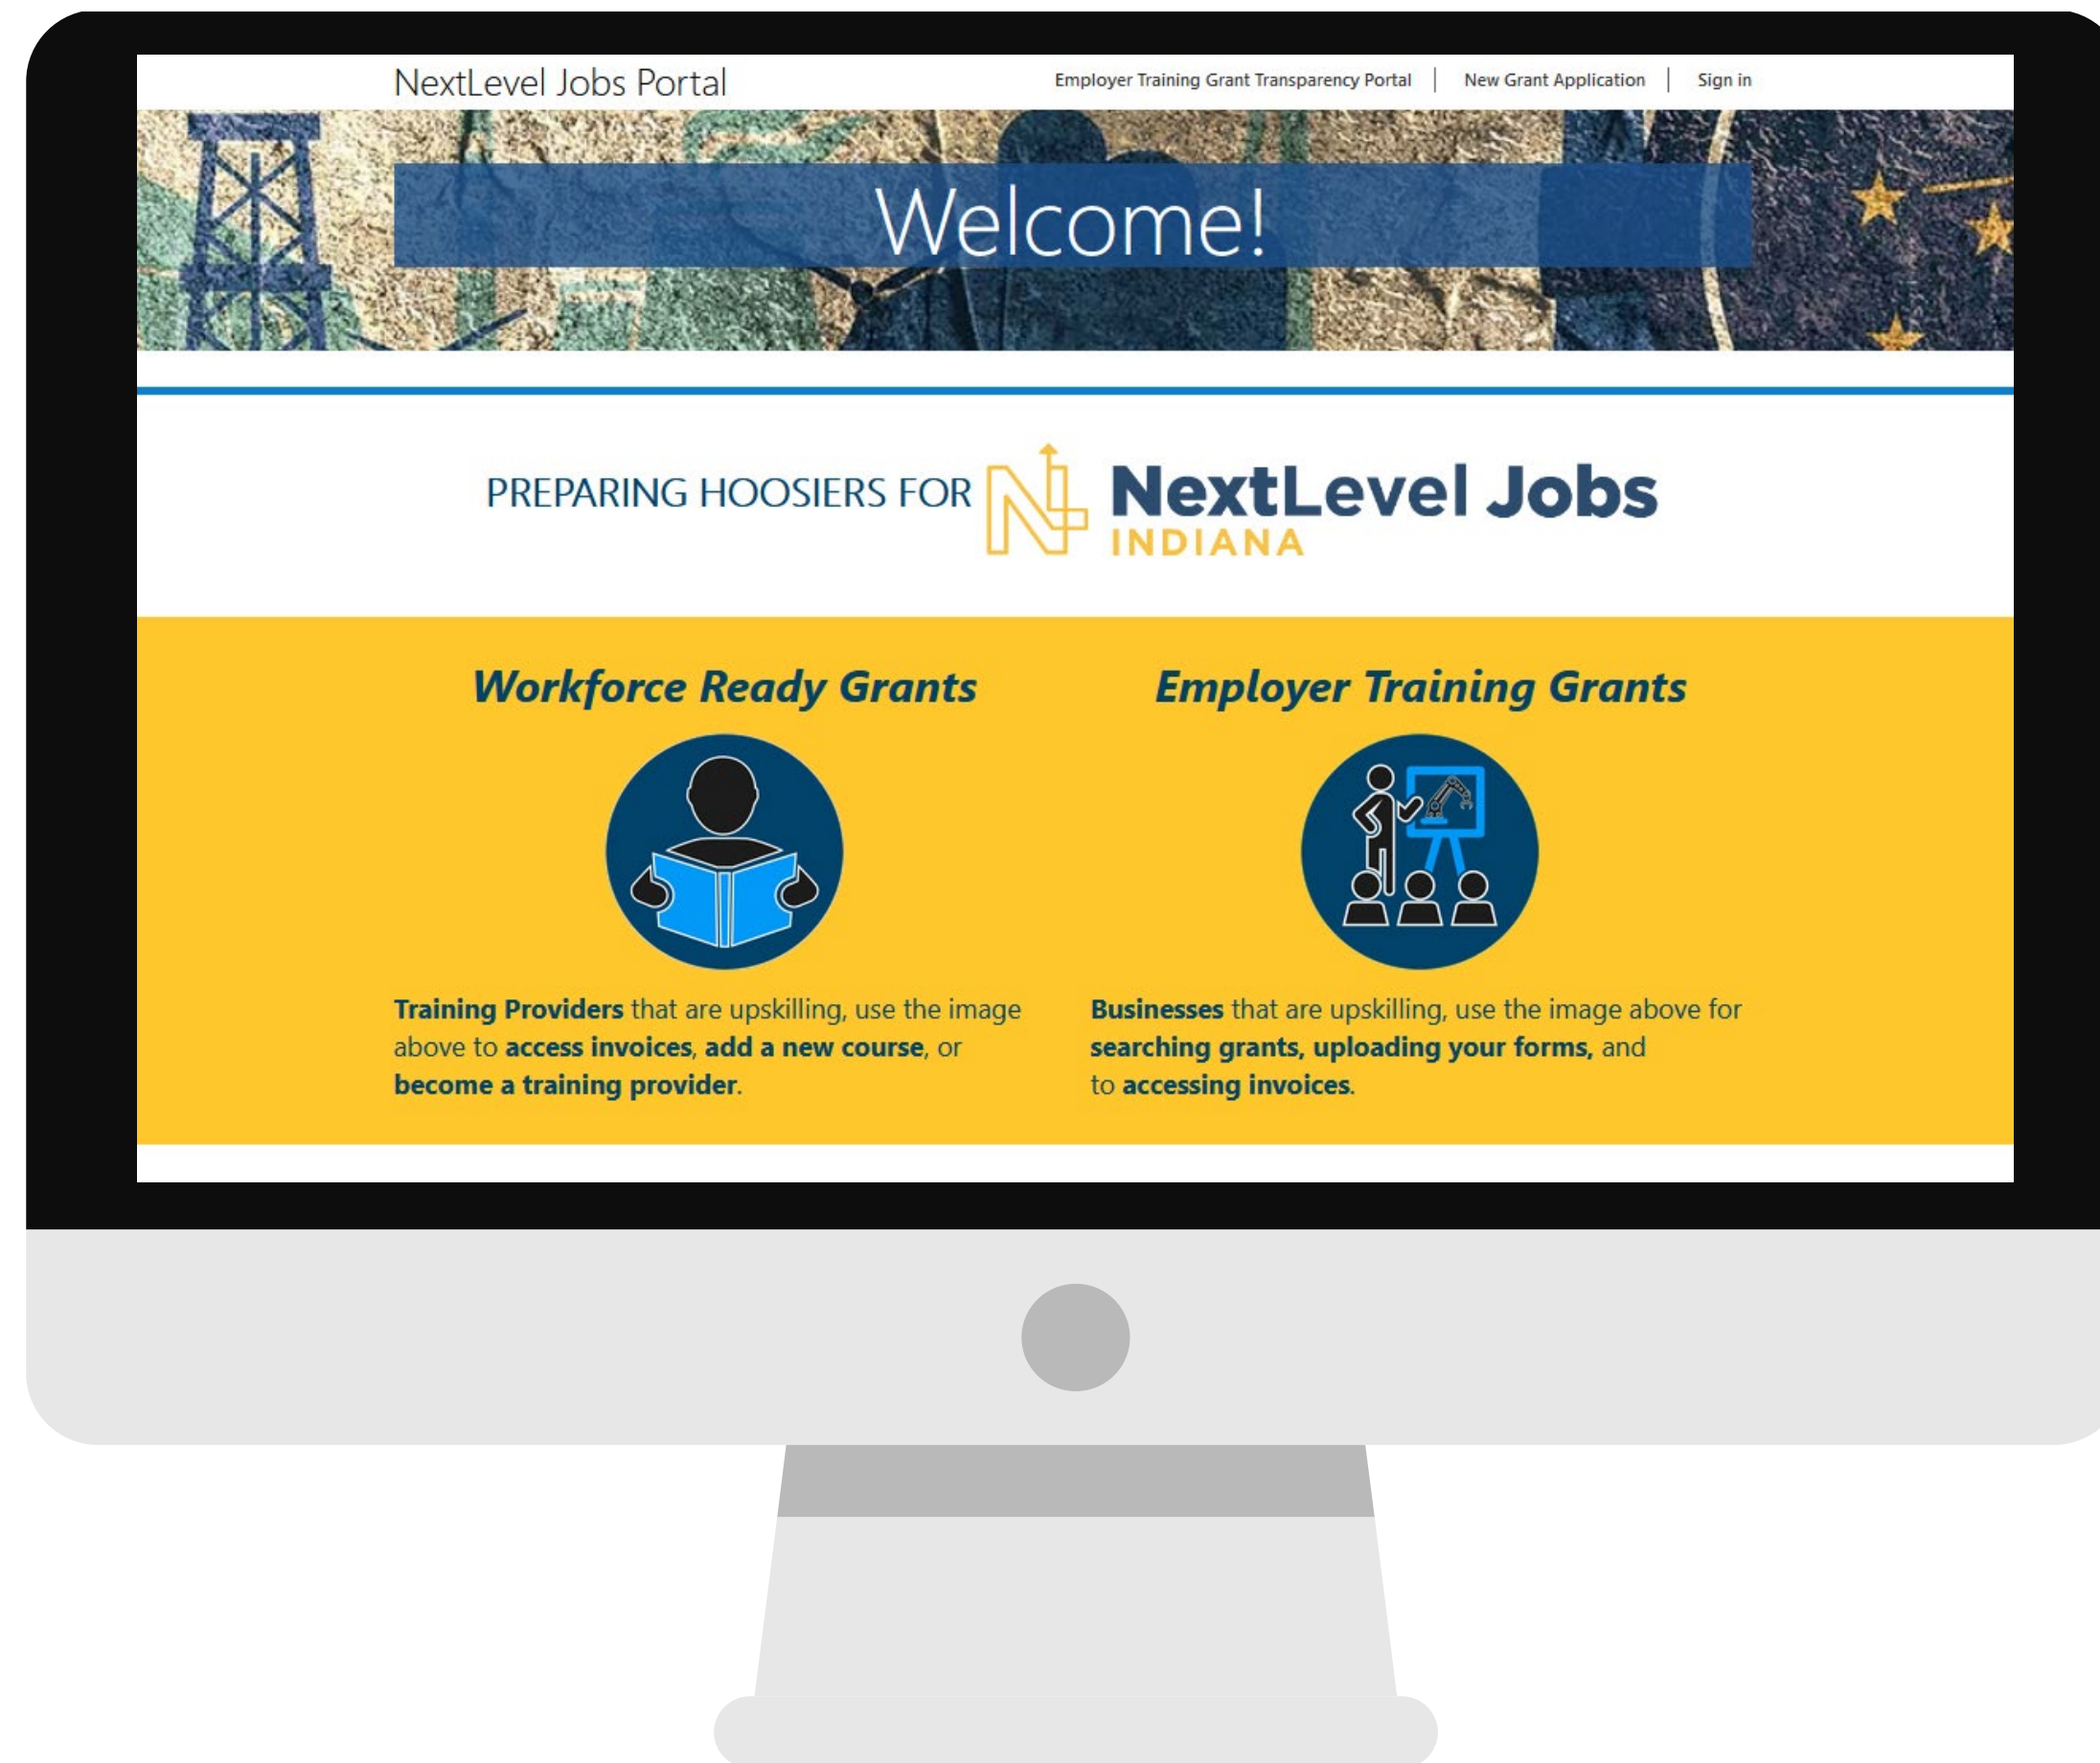 NextLevel Jobs Portal
Employer Training Grant Transparency Portal | New Grant Application | Sign in
Welcome!
PREPARING HOOSIERS FOR
NextLevel Jobs
INDIANA
Workforce Ready Grants
Training Providers that are upskilling, use the image
above to access invoices, add a new course, or
become a training provider.
Employer Training Grants
Businesses that are upskilling, use the image above for
searching grants, uploading your forms, and
to accessing invoices.